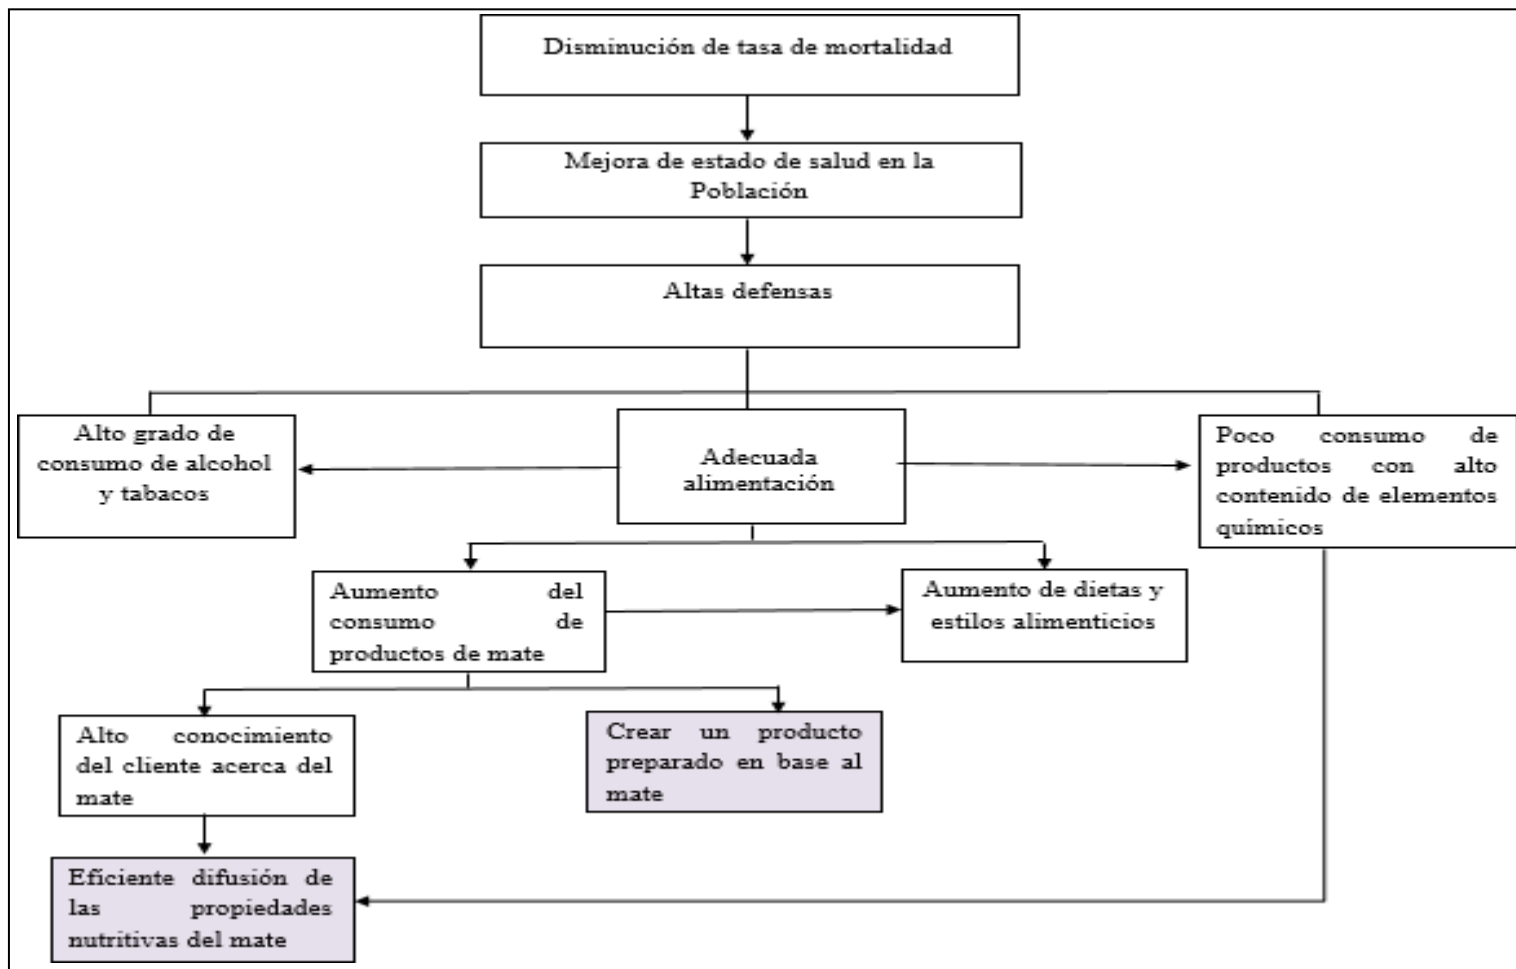 Disminución de tasa de mortalidad
Mejora de estado de salud en la
Población
Altas defensas
Alto grado de
consumo de alcohol
y tabacos
Adecuada
alimentación
Poco consumo de
productos con alto
contenido de elementos
químicos
Aumento del
consumo de
productos de mate
Aumento de dietas y
estilos alimenticios
Alto conocimiento
del cliente acerca del
mate
Crear un producto
preparado en base al
mate
Eficiente difusión de
las propiedades
nutritivas del mate